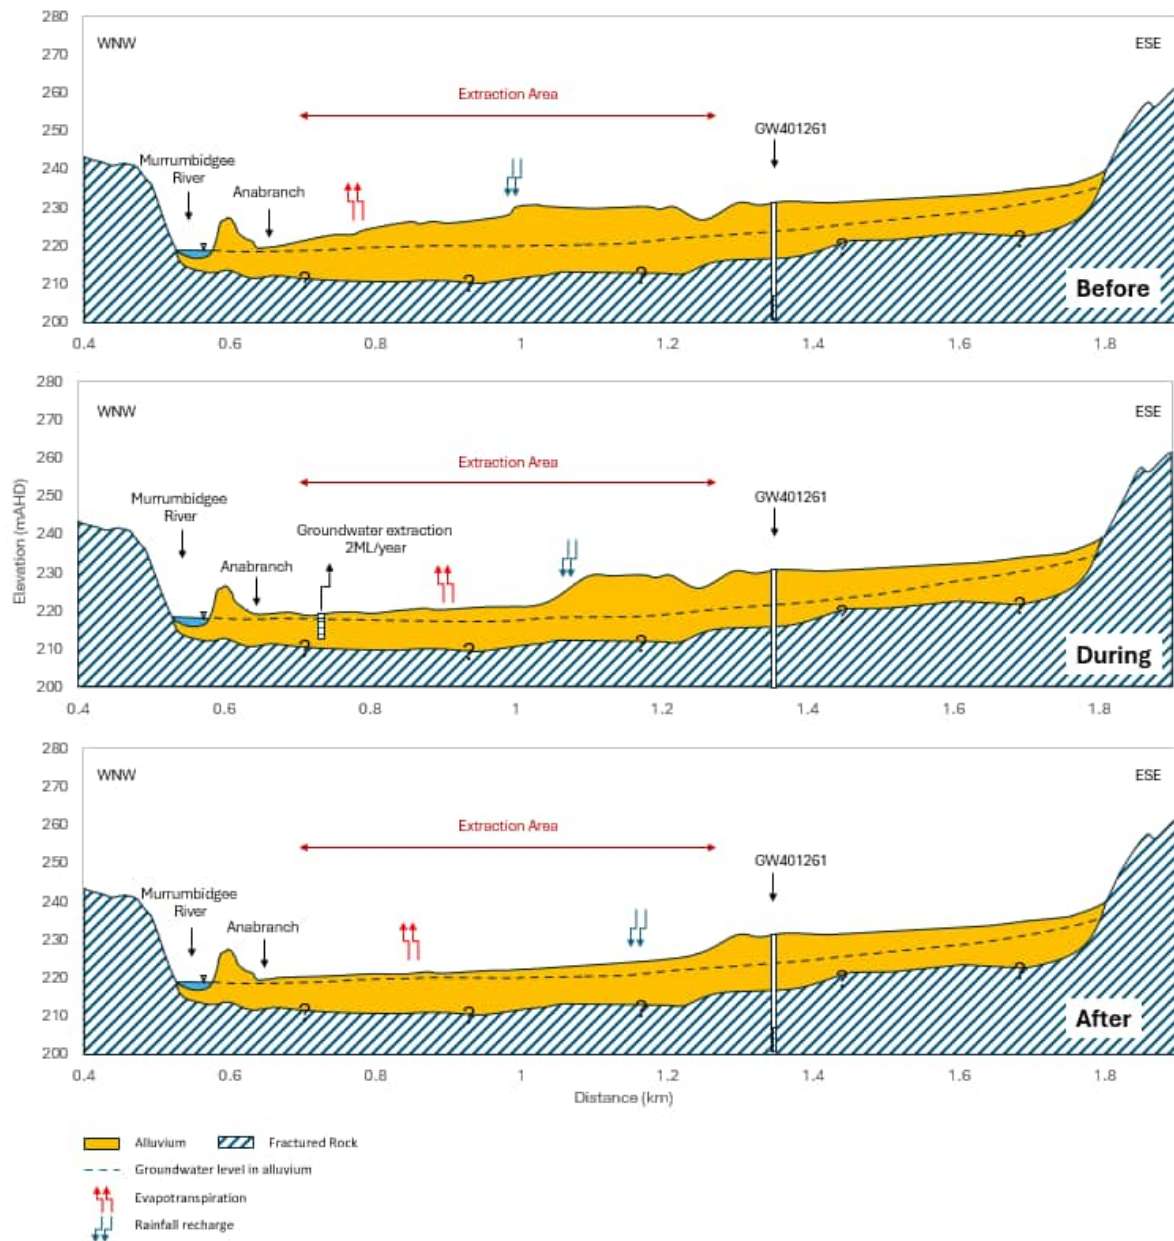 280
270
260
250
240
230
220
210
200
WNW
ESE
Extraction Area
GW401261
Murrumbidgee
River
Anabranch
?
?
?
?
?
Before
0.4
0.6
0.8
1
1.2
1.4
1.6
1.8
280
270
260
250
240
230
220
210
200
Elevation (mAHD)
WNW
ESE
Extraction Area
GW401261
Murrumbidgee
River
Groundwater extraction
2ML/year
Anabranch
?
?
?
?
?
During
0.4
0.6
0.8
1
1.2
1.4
1.6
1.8
280
270
260
250
240
230
220
210
200
WNW
ESE
Extraction Area
GW401261
Murrumbidgee
River
Anabranch
?
?
?
?
?
After
0.4
0.6
0.8
1
1.2
1.4
1.6
1.8
Distance (km)
Alluvium
Fractured Rock
Groundwater level in alluvium
Evapotranspiration
Rainfall recharge